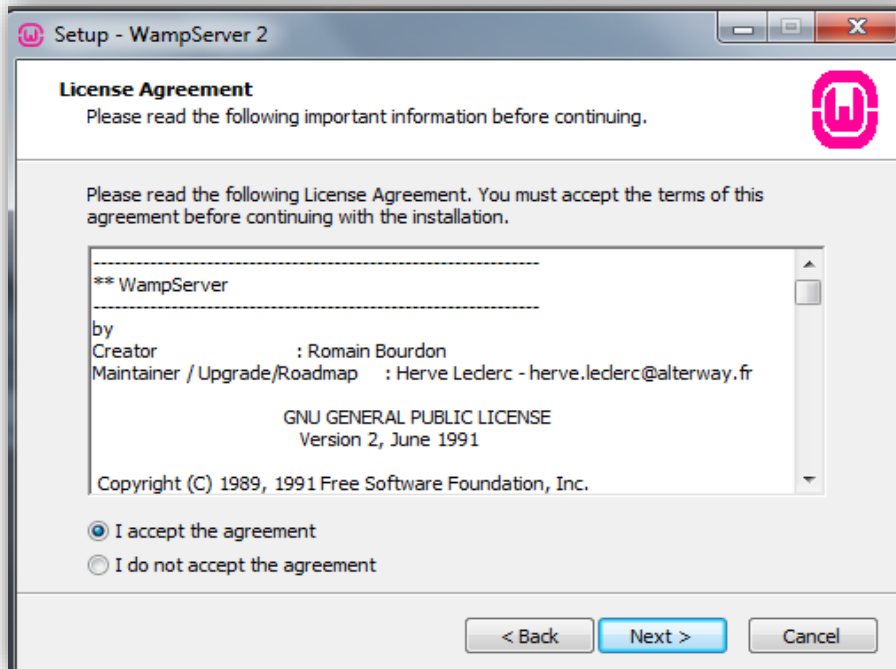 Setup - WampServer 2
License Agreement
Please read the following important information before continuing.
Please read the following License Agreement. You must accept the terms of this
agreement before continuing with the installation.
----------------------------------------------------------------
** WampServer
----------------------------------------------------------------
by
Creator : Romain Bourdon
Maintainer / Upgrade/Roadmap : Herve Leclerc - herve.leclerc@alterway.fr
GNU GENERAL PUBLIC LICENSE
Version 2, June 1991
Copyright (C) 1989, 1991 Free Software Foundation, Inc.
I accept the agreement
I do not accept the agreement
< Back Next > Cancel